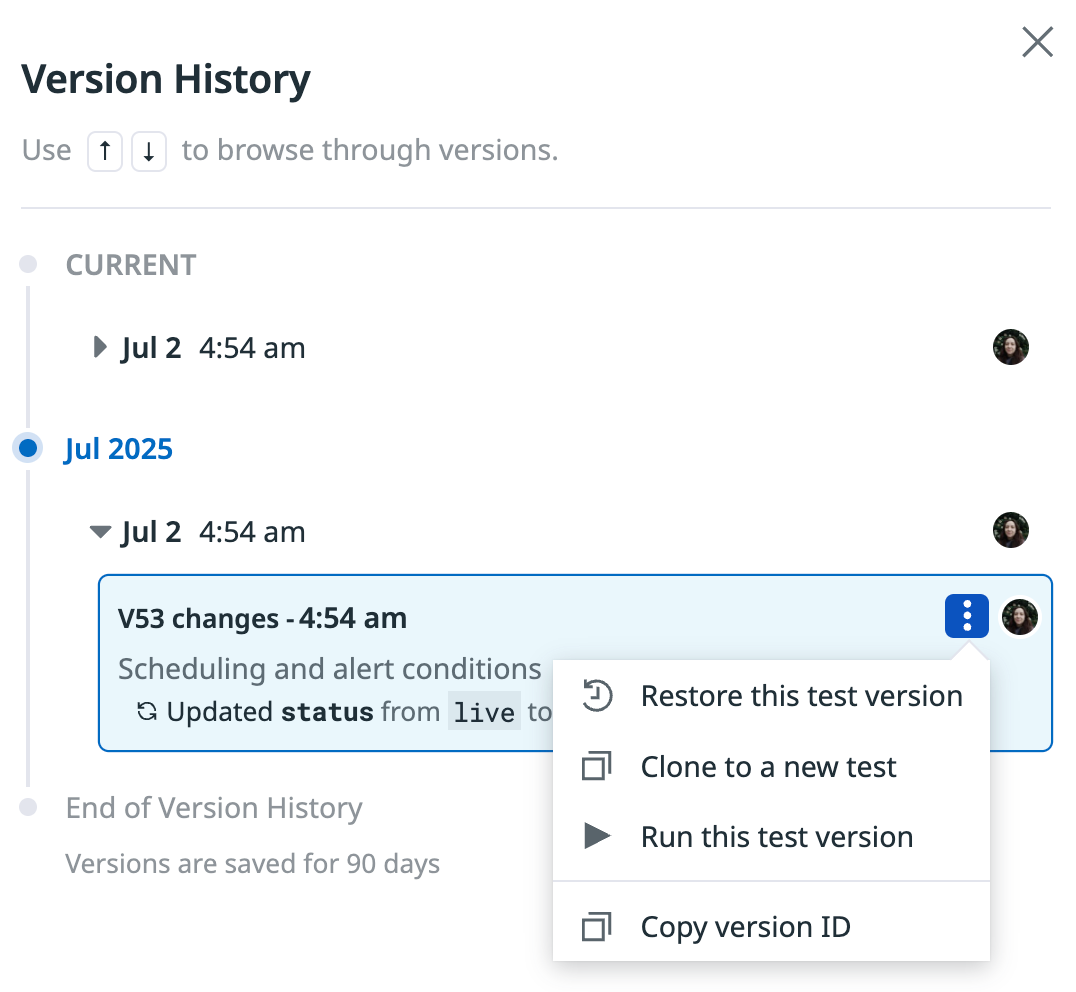 Version History
Use ↑ ↓ to browse through versions.
CURRENT
Jul 2 4:54 am
Jul 2025
Jul 2 4:54 am
V53 changes - 4:54 am
Scheduling and alert conditions
Updated status from live to
Restore this test version
Clone to a new test
Run this test version
Copy version ID
End of Version History
Versions are saved for 90 days